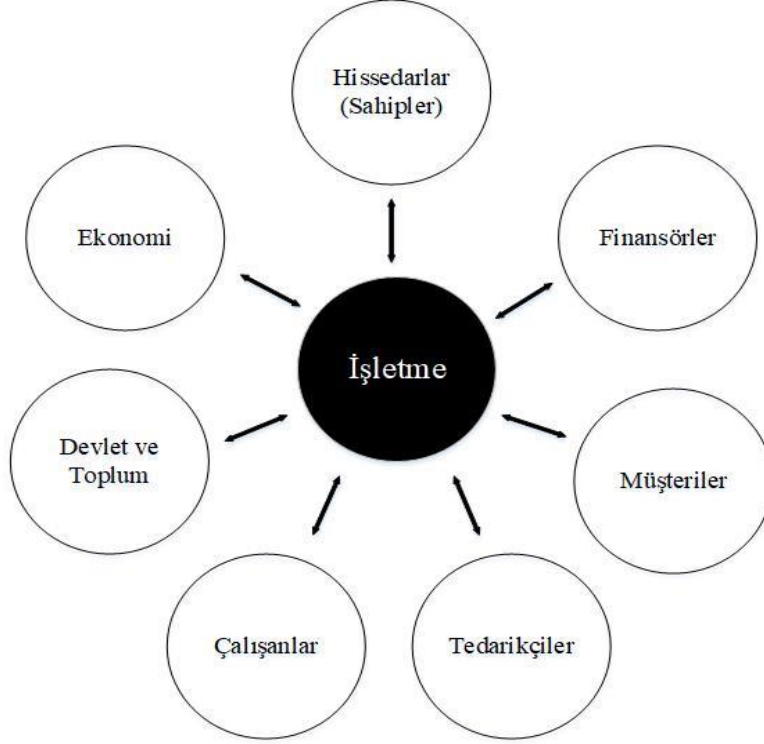 Hissedarlar
(Sahipler)
Ekonomi
Finansörler
İşletme
Devlet ve
Toplum
Müşteriler
Çalışanlar
Tedarikçiler